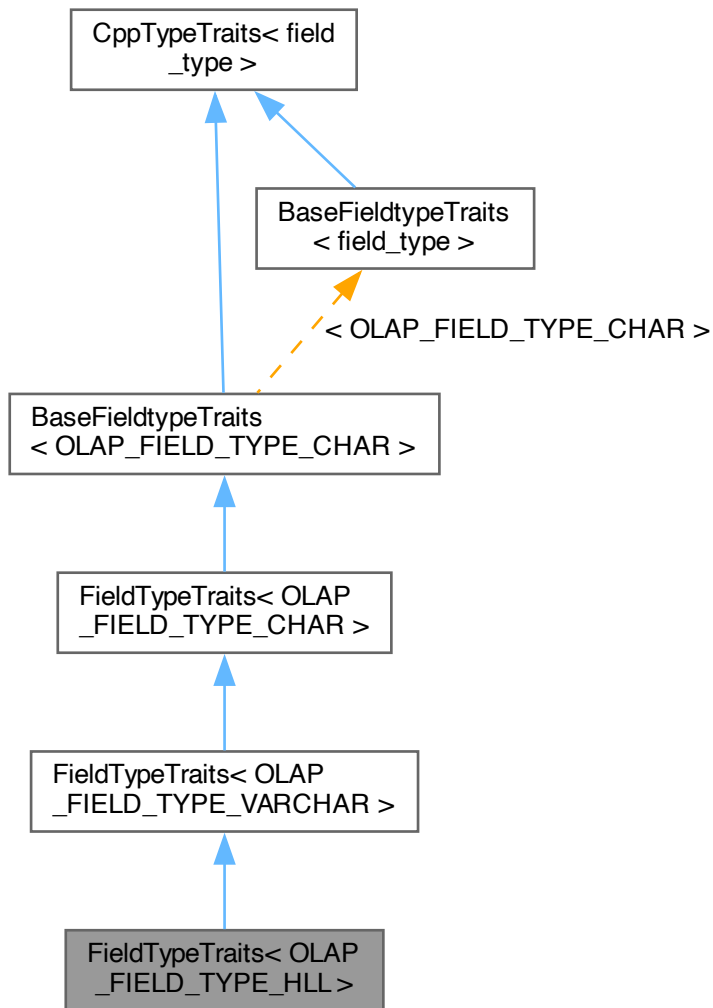 CppTypeTraits< field
_type >
BaseFieldtypeTraits
< field_type >
< OLAP_FIELD_TYPE_CHAR >
BaseFieldtypeTraits
< OLAP_FIELD_TYPE_CHAR >
FieldTypeTraits< OLAP
_FIELD_TYPE_CHAR >
FieldTypeTraits< OLAP
_FIELD_TYPE_VARCHAR >
FieldTypeTraits< OLAP
_FIELD_TYPE_HLL >